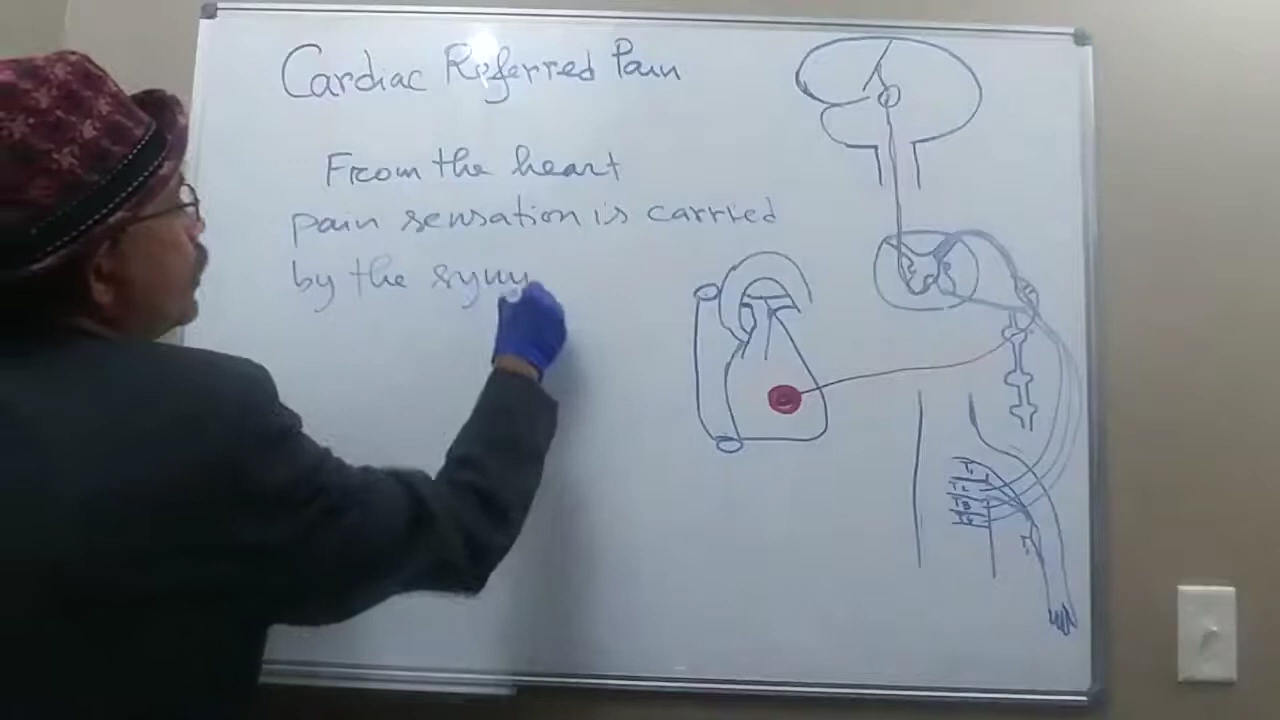 Cardiac Referred Pain
From the heart
pain sensation is carried
by the